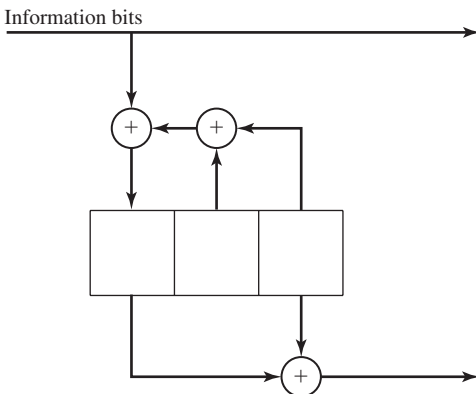 Information bits
+ +
+